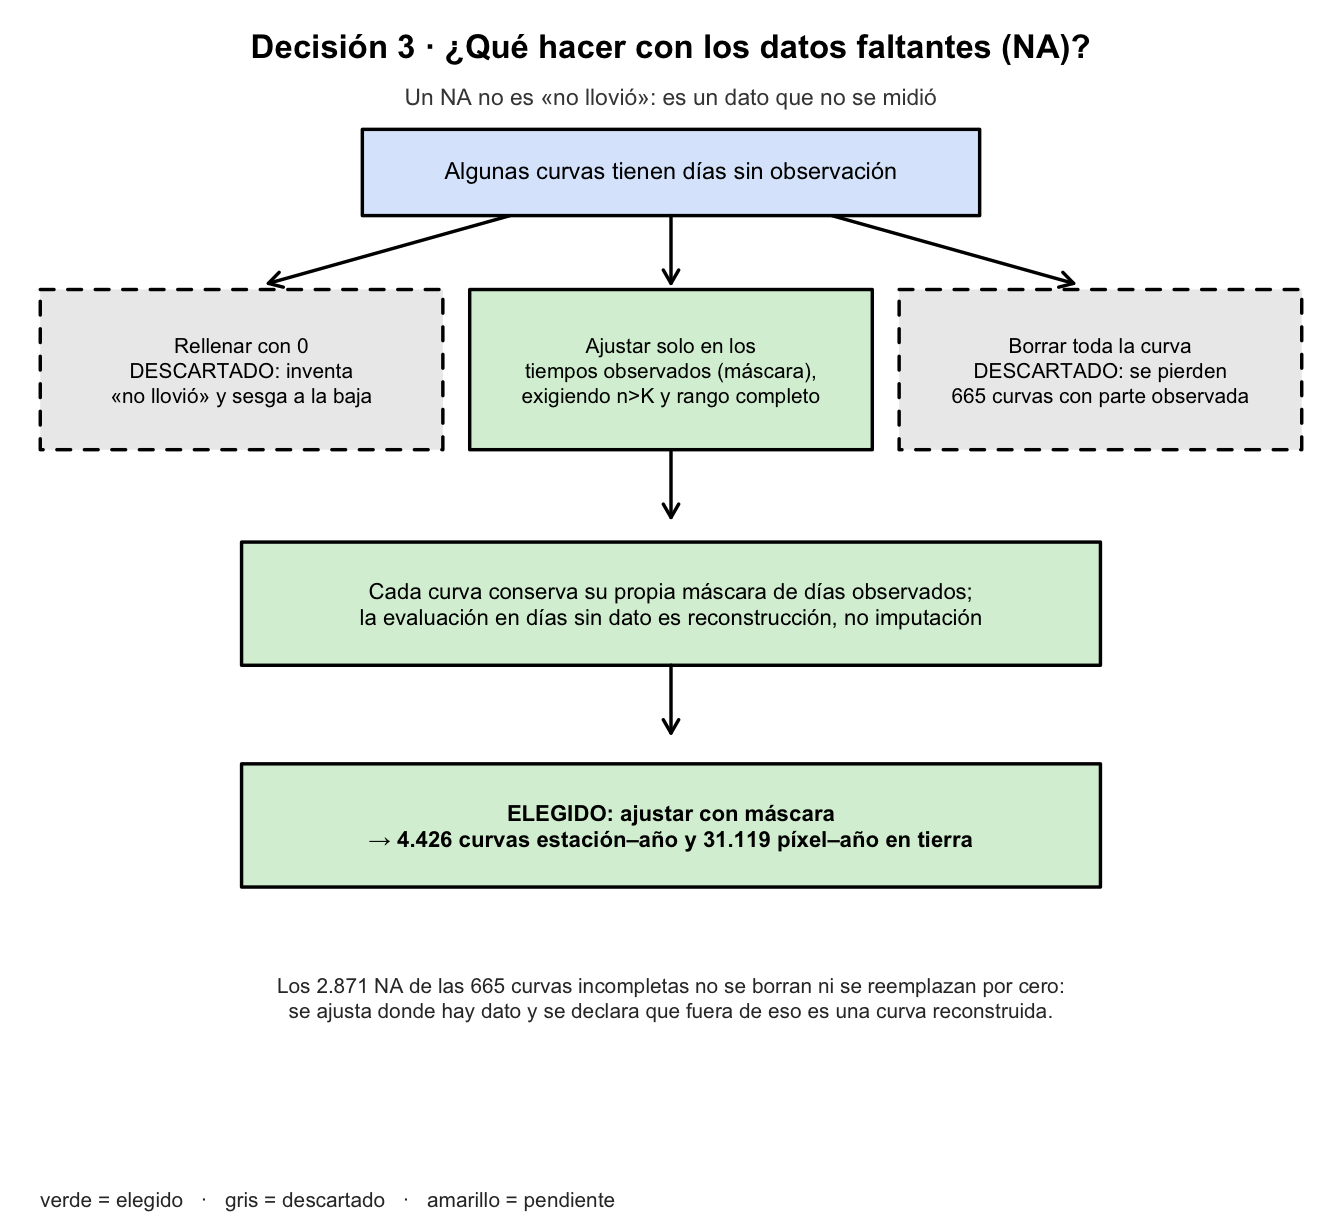 Decisión 3 · ¿Qué hacer con los datos faltantes (NA)?
Un NA no es «no llovió»: es un dato que no se midió
Algunas curvas tienen días sin observación
Rellenar con 0
DESCARTADO: inventa
«no llovió» y sesga a la baja
Ajustar solo en los
tiempos observados (máscara),
exigiendo n>K y rango completo
Borrar toda la curva
DESCARTADO: se pierden
665 curvas con parte observada
Cada curva conserva su propia máscara de días observados;
la evaluación en días sin dato es reconstrucción, no imputación
ELEGIDO: ajustar con máscara
→ 4.426 curvas estación–año y 31.119 píxel–año en tierra
Los 2.871 NA de las 665 curvas incompletas no se borran ni se reemplazan por cero:
se ajusta donde hay dato y se declara que fuera de eso es una curva reconstruida.
verde = elegido · gris = descartado · amarillo = pendiente